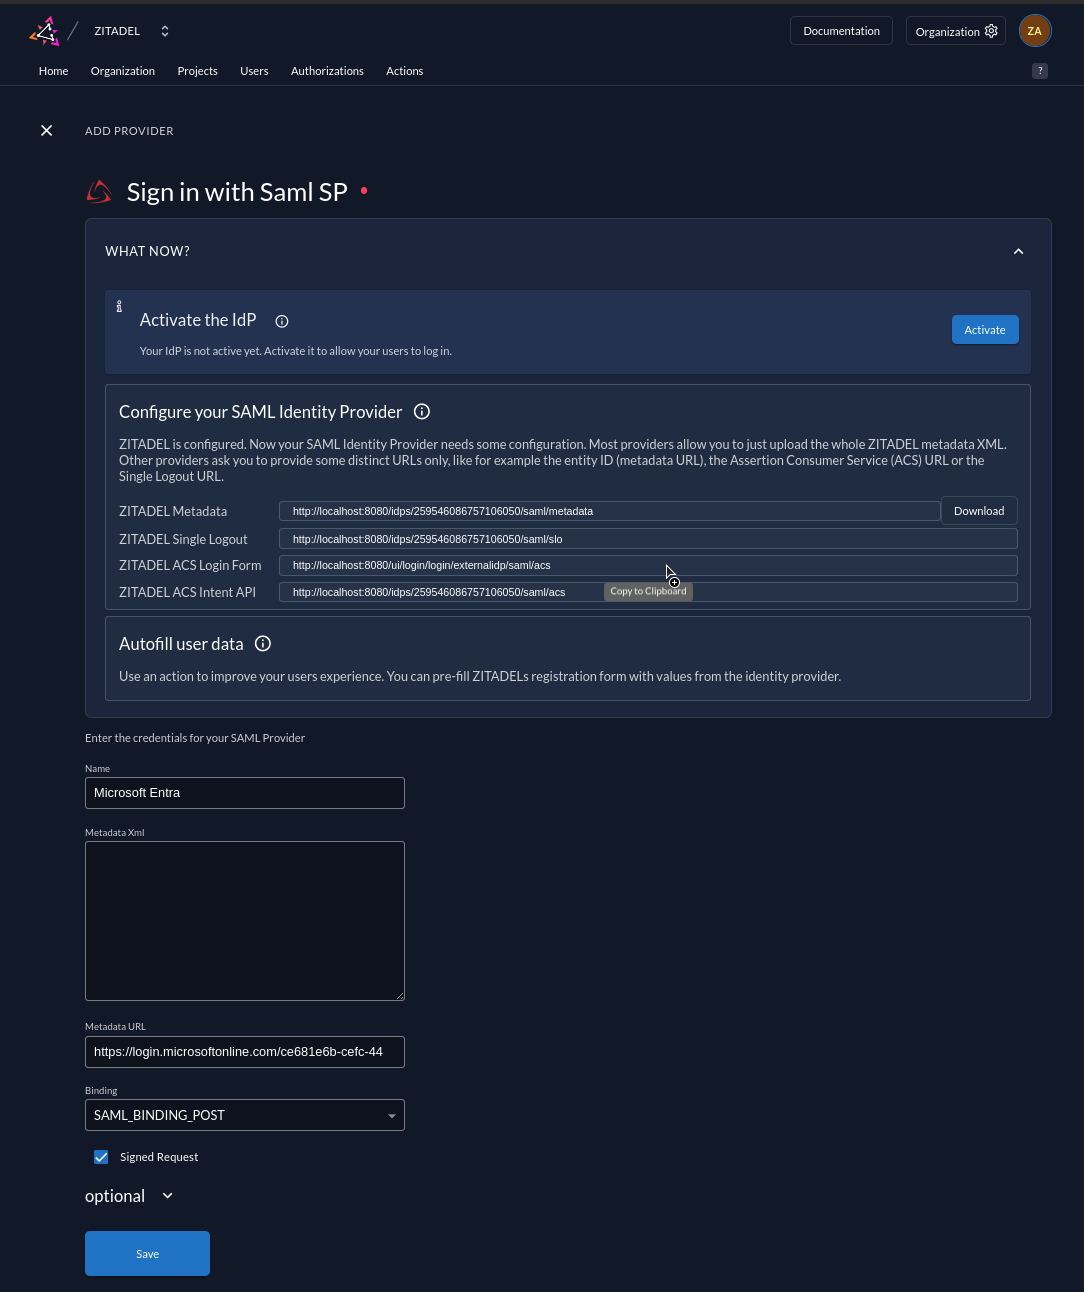 ZITADEL
Documentation
Organization
ZA
Home
Organization
Projects
Users
Authorizations
Actions
?
ADD PROVIDER
Sign in with Saml SP
WHAT NOW?
Activate the IdP
Your IdP is not active yet. Activate it to allow your users to log in.
Activate
Configure your SAML Identity Provider
ZITADEL is configured. Now your SAML Identity Provider needs some configuration. Most providers allow you to just upload the whole ZITADEL metadata XML.
Other providers ask you to provide some distinct URLs only, like for example the entity ID (metadata URL), the Assertion Consumer Service (ACS) URL or the
Single Logout URL.
ZITADEL Metadata
http://localhost:8080/idps/259546086757106050/saml/metadata
Download
ZITADEL Single Logout
http://localhost:8080/idps/259546086757106050/saml/slo
ZITADEL ACS Login Form
http://localhost:8080/ui/login/login/externalidp/saml/acs
ZITADEL ACS Intent API
http://localhost:8080/idps/259546086757106050/saml/acs
Copy to Clipboard
Autofill user data
Use an action to improve your users experience. You can pre-fill ZITADELs registration form with values from the identity provider.
Enter the credentials for your SAML Provider
Name
Microsoft Entra
Metadata Xml
Metadata URL
https://login.microsoftonline.com/ce681e6b-cefc-44
Binding
SAML_BINDING_POST
Signed Request
optional
Save